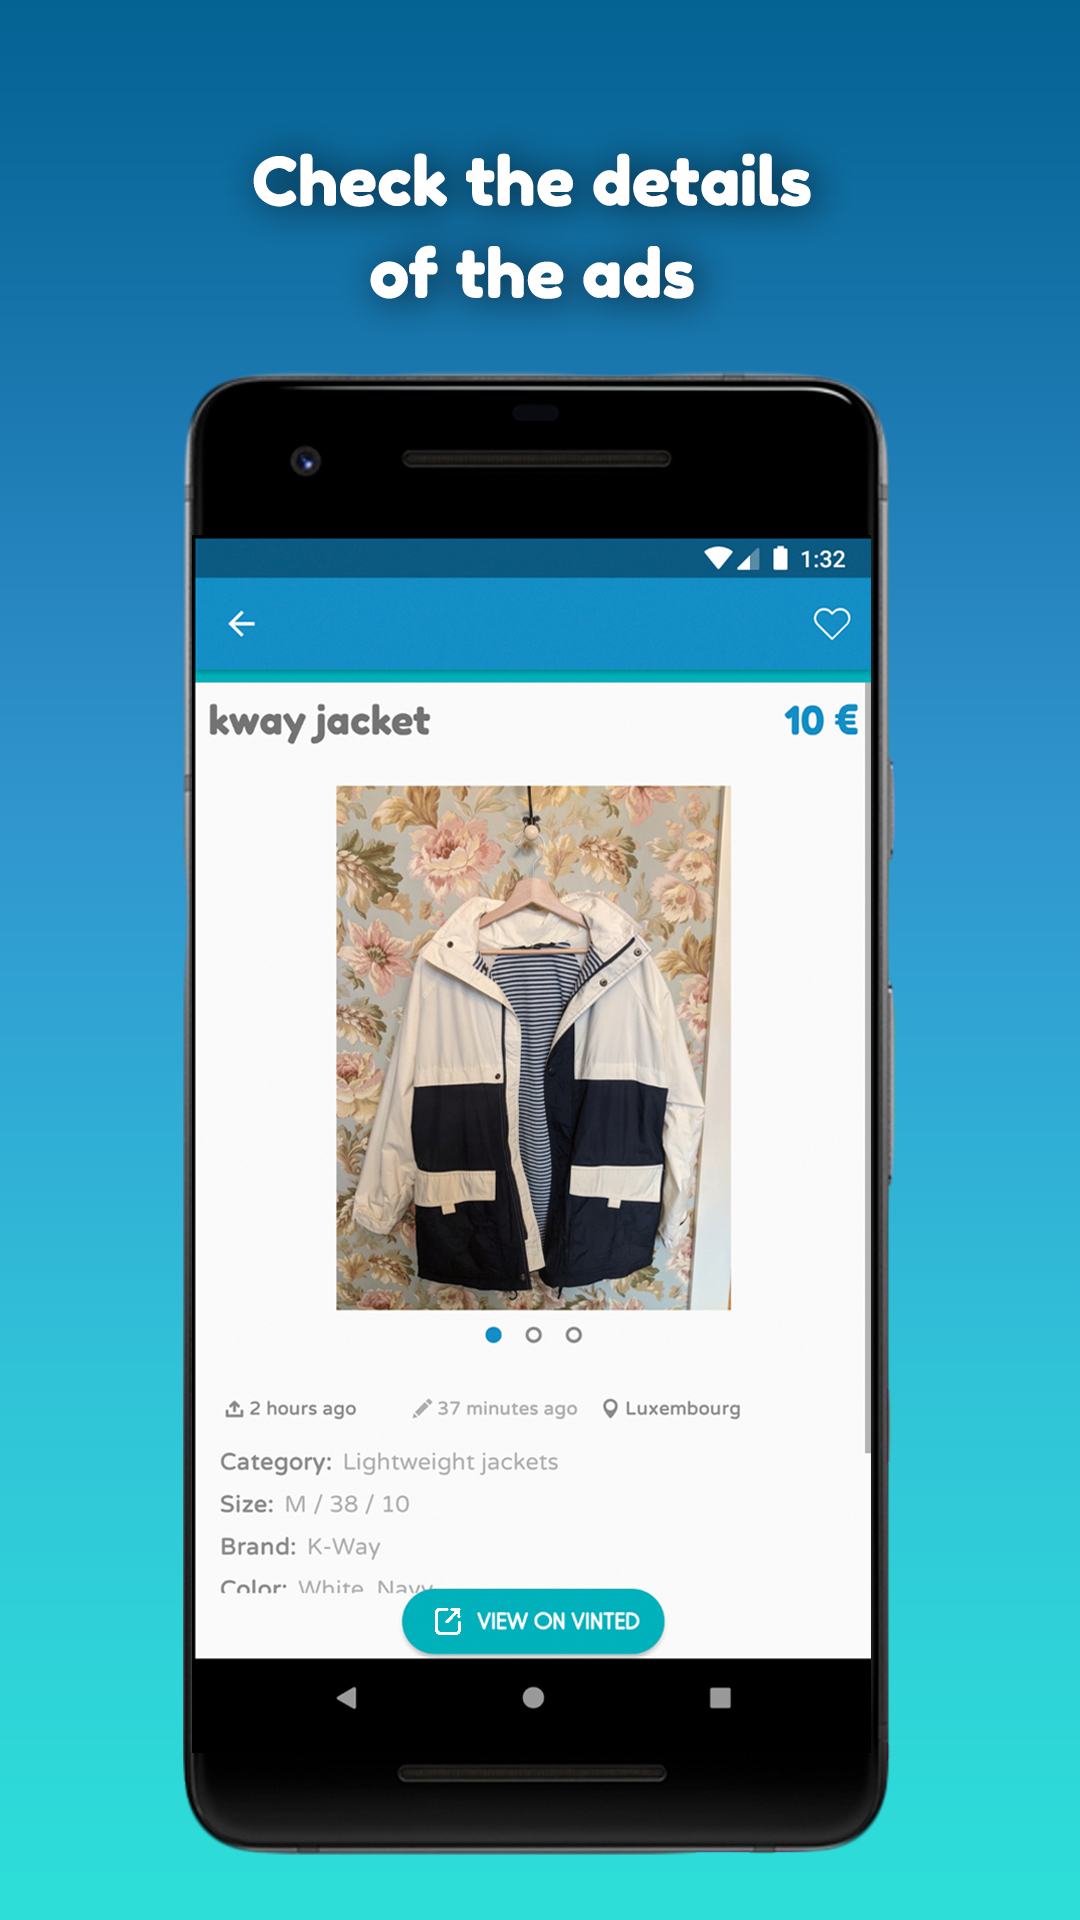 Check the details
of the ads
1:32
kway jacket
10 €
2 hours ago
37 minutes ago
Luxembourg
Category: Lightweight jackets
Size: M / 38 / 10
Brand: K-Way
Color: White, Navy
VIEW ON VINTED